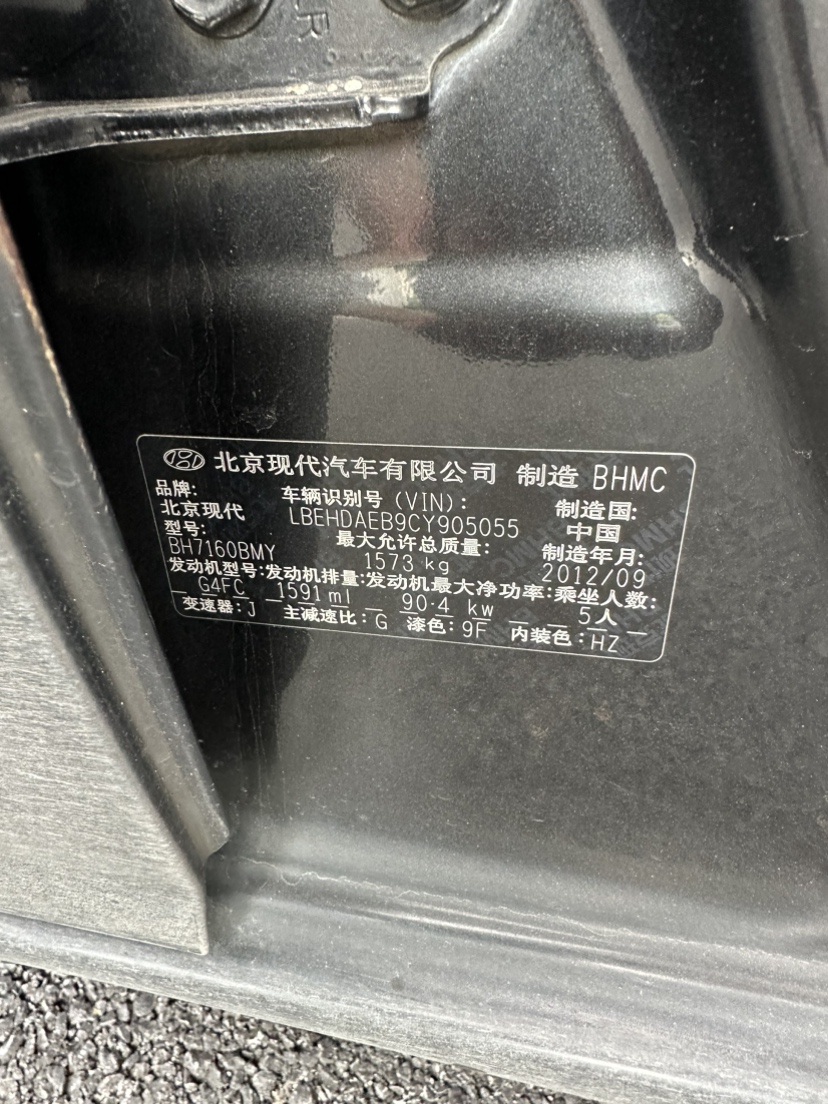 LR
北京现代汽车有限公司 制造 BHMC
品牌: 车辆识别号(VIN): 制造国:
北京现代 LBEHDAEB9CY905055 中国
型号: 最大允许总质量: 制造年月:
BH7160BMY 1573 kg 2012/09
发动机型号:发动机排量:发动机最大净功率:乘坐人数:
G4FC 1591 ml 90.4 kw 5人
变速器: J 主减速比: G 漆色: 9F 内装色: HZ